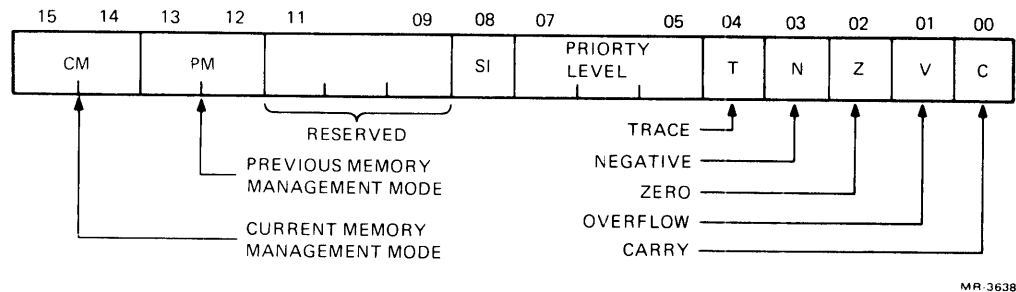 15 14 13 12 11 09 08 07 05 04 03 02 01 00
CM PM SI PRIORTY LEVEL T N Z V C
RESERVED
PREVIOUS MEMORY
MANAGEMENT MODE
CURRENT MEMORY
MANAGEMENT MODE
TRACE
NEGATIVE
ZERO
OVERFLOW
CARRY
MR-3638